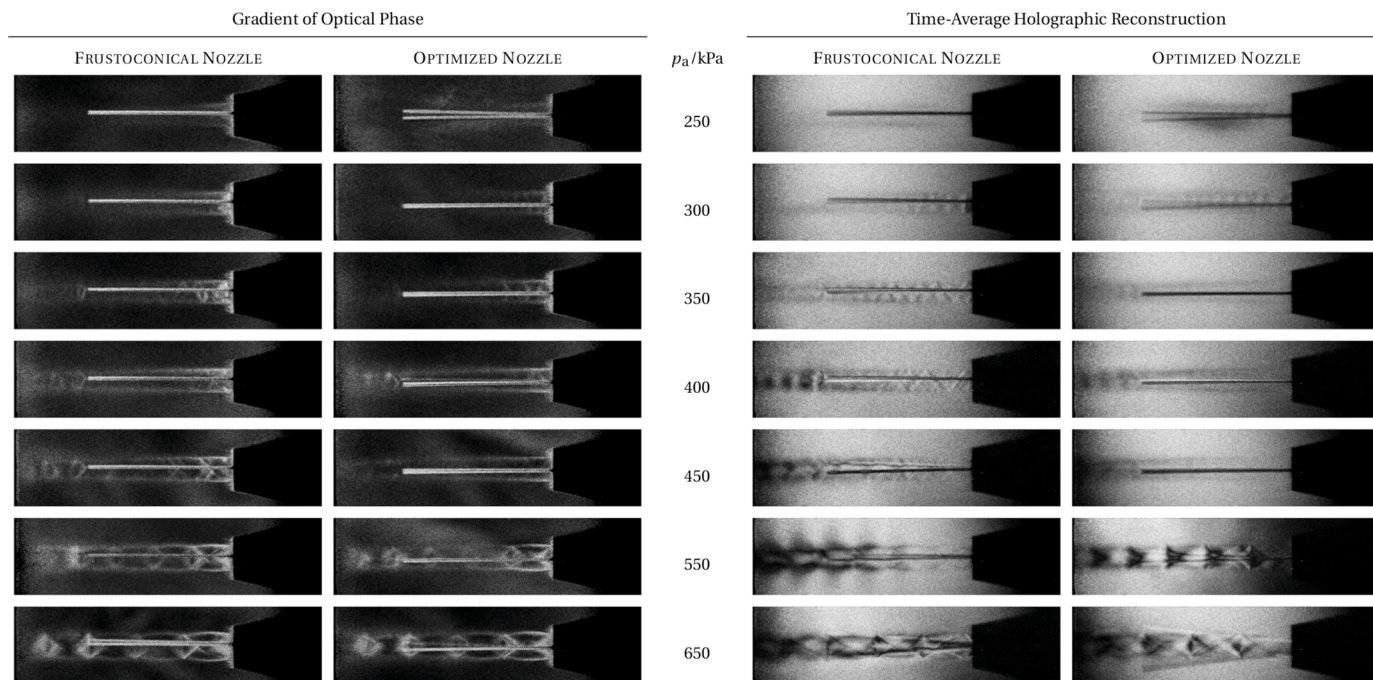 Gradient of Optical Phase
Time-Average Holographic Reconstruction
FRUSTOCONICAL NOZZLE
OPTIMIZED NOZZLE
pa/kPa
FRUSTOCONICAL NOZZLE
OPTIMIZED NOZZLE
250
300
350
400
450
550
650